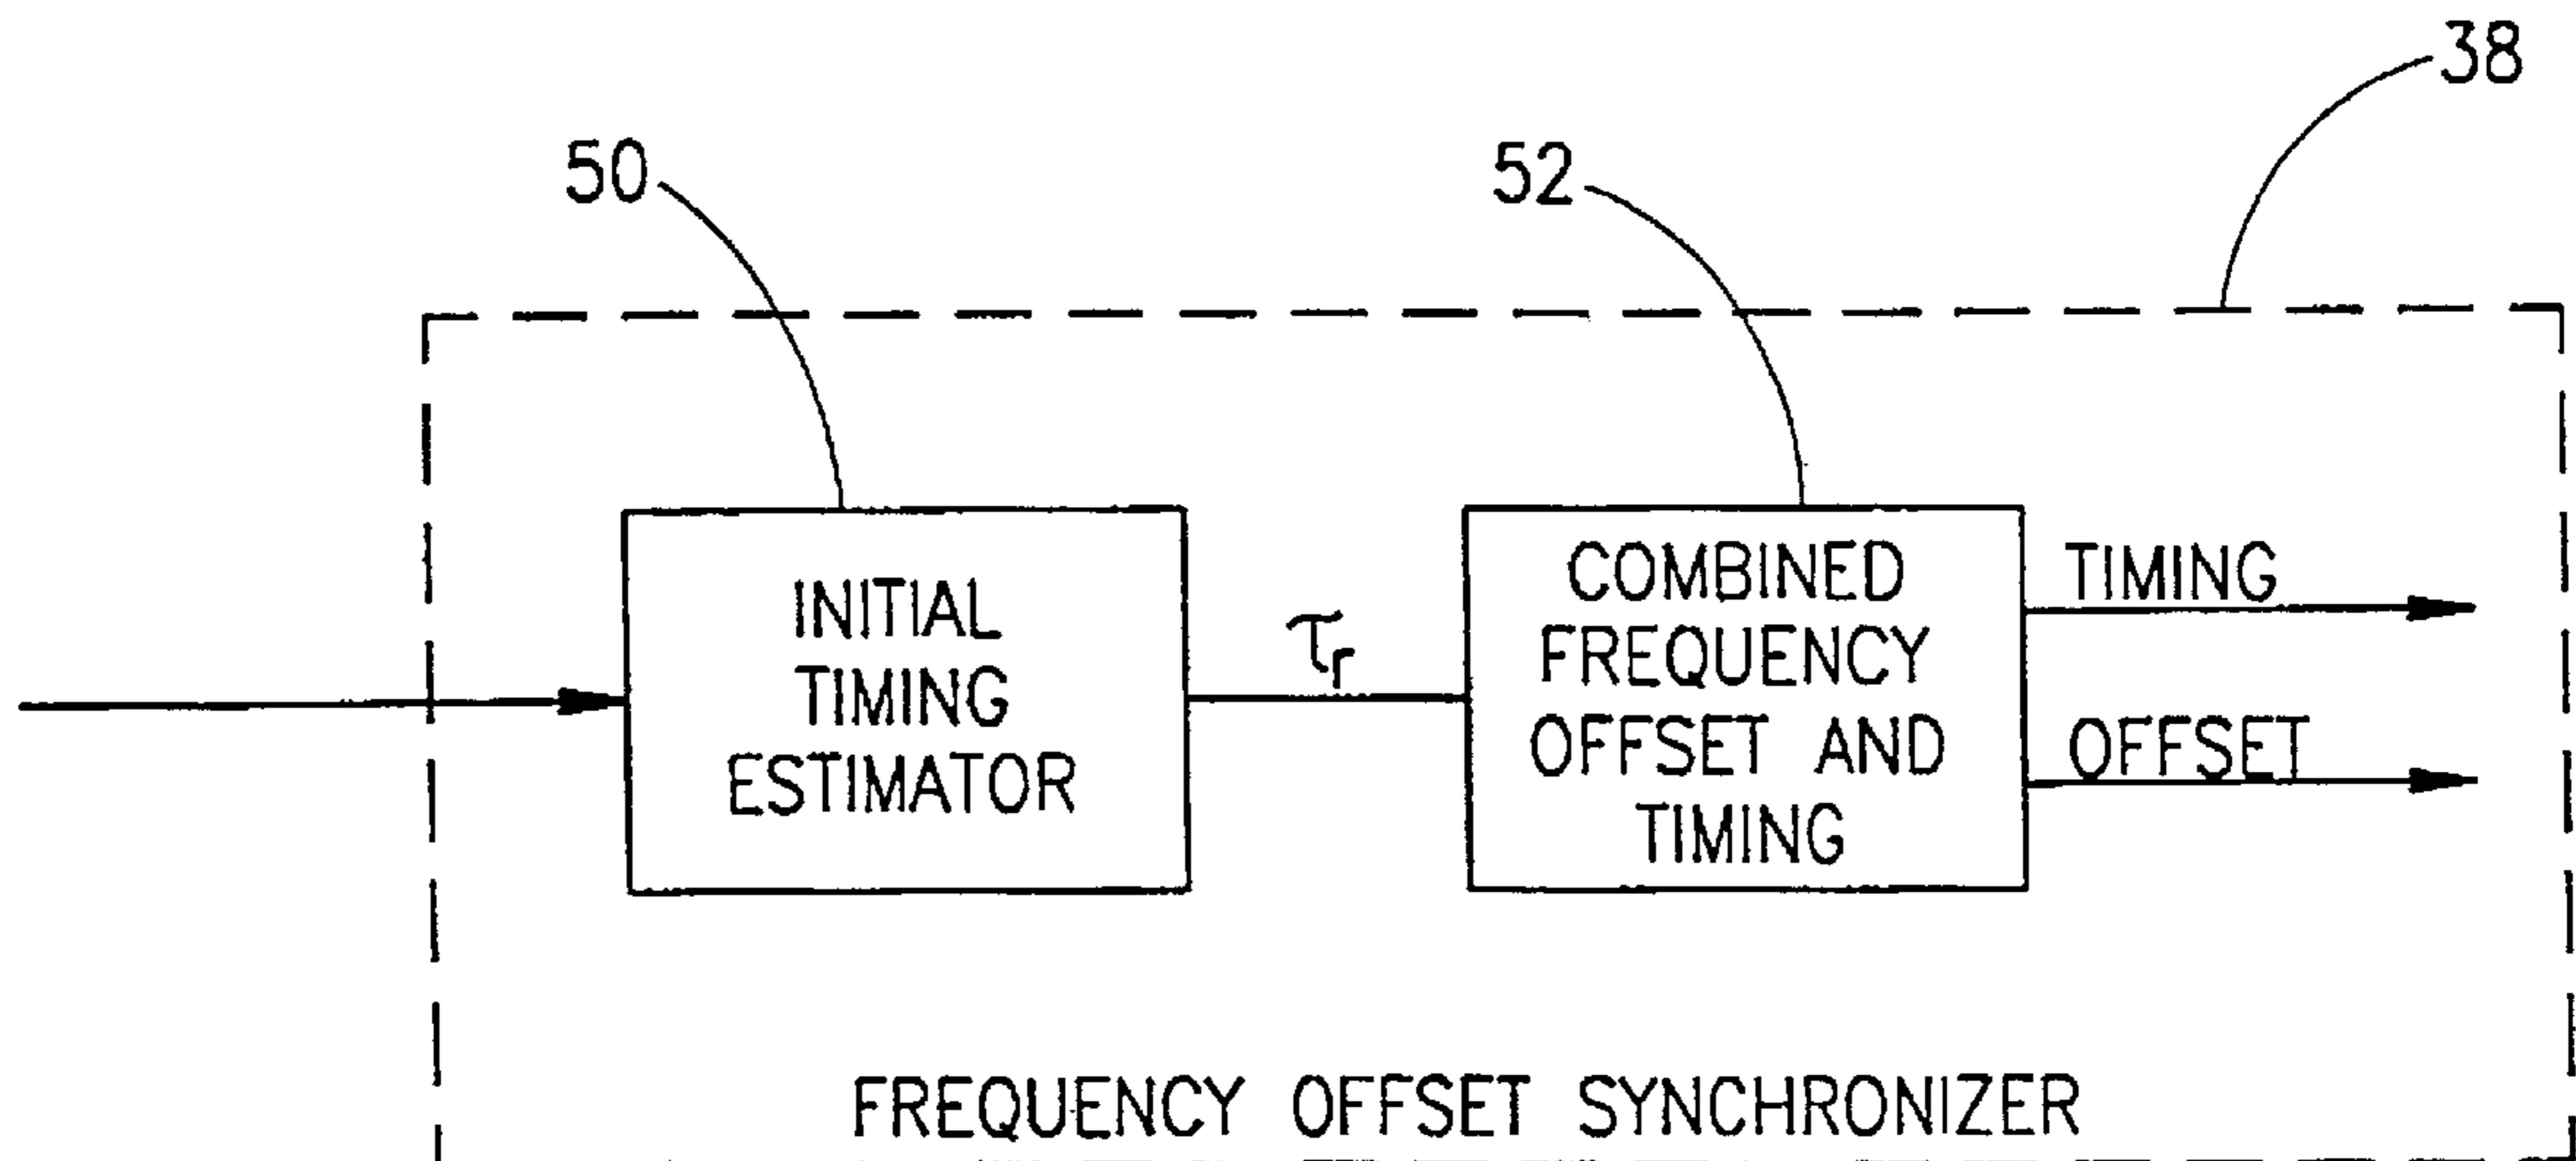 38
50
52
INITIAL
TIMING
ESTIMATOR
τr
COMBINED
FREQUENCY
OFFSET AND
TIMING
TIMING
OFFSET
FREQUENCY OFFSET SYNCHRONIZER